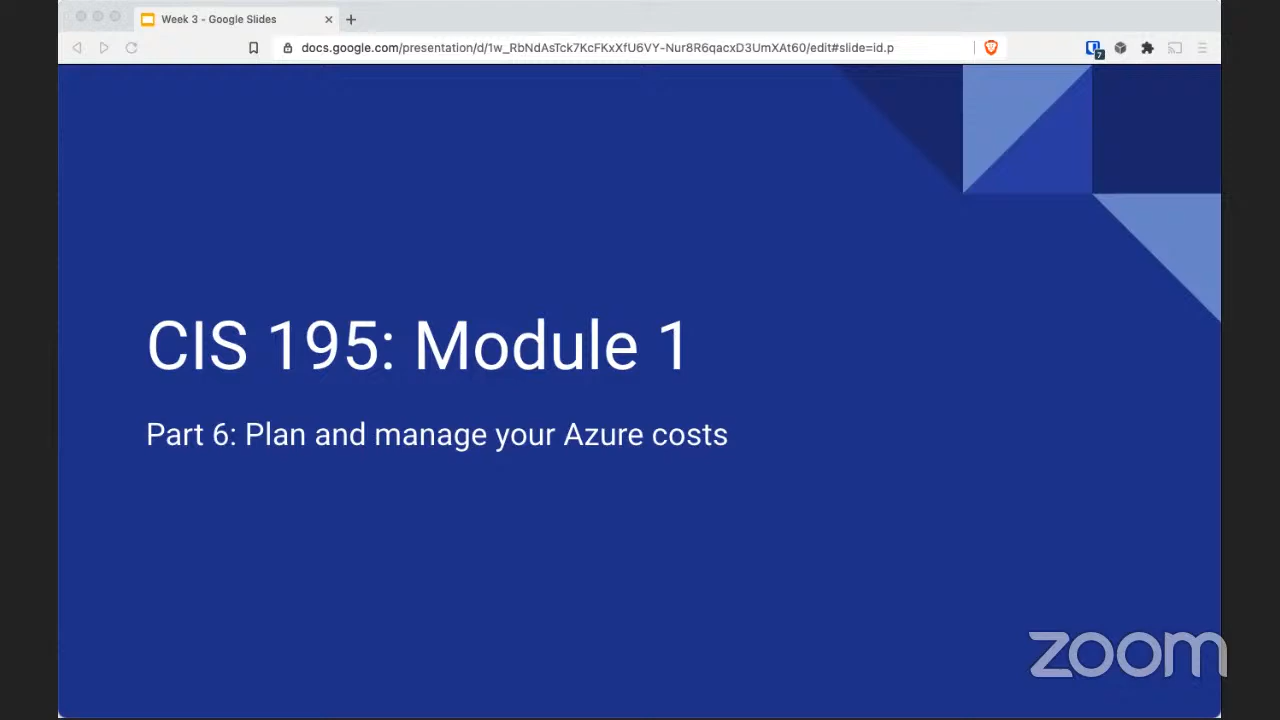 Week 3 - Google Slides
docs.google.com/presentation/d/1w_RbNdAsTck7KcFKxXfU6VY-Nur8R6qacxD3UmXAt60/edit#slide=id.p
7
CIS 195: Module 1
Part 6: Plan and manage your Azure costs
zoom